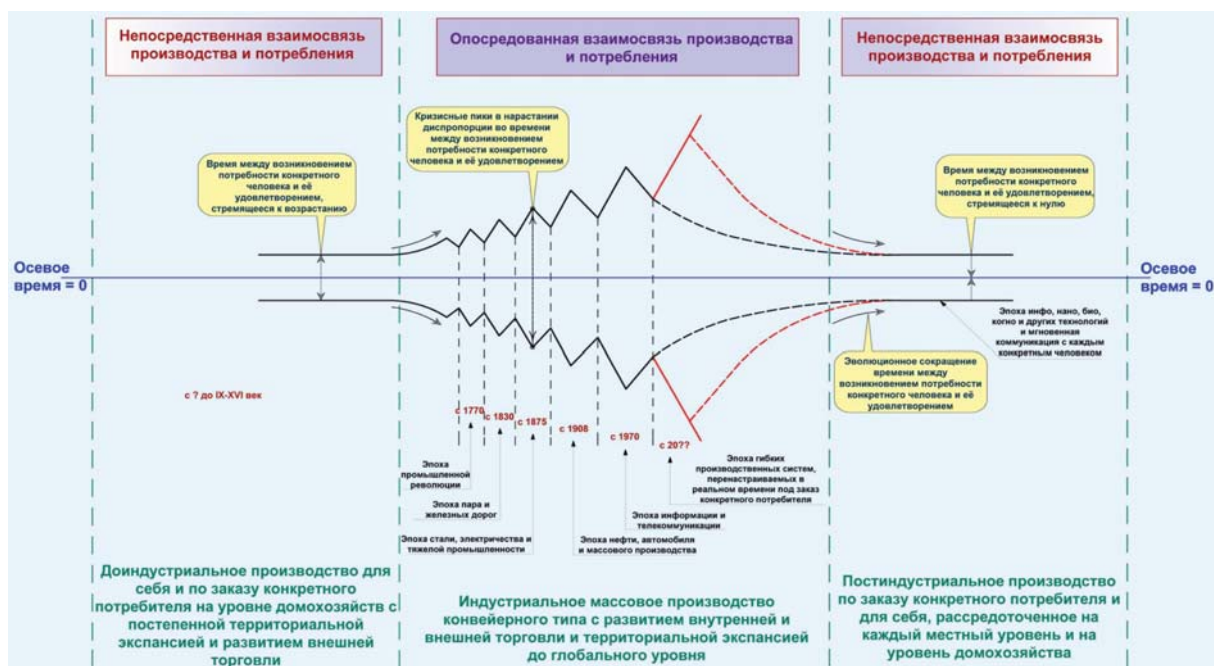 Непосредственная взаимосвязь
производства и потребления
Опосредованная взаимосвязь производства
и потребления
Непосредственная взаимосвязь
производства и потребления
Кризисные пики в нарастании
диспропорции во времени
между возникновением
потребности конкретного
человека и её удовлетворением
Время между возникновением
потребности конкретного
человека и её
удовлетворением,
стремящееся к возрастанию
Время между возникновением
потребности конкретного
человека и её
удовлетворением,
стремящееся к нулю
Осевое
время = 0
Осевое
время = 0
Эпоха инфо, нано, био,
когно и других технологий
и мгновенная
коммуникация с каждым
конкретным человеком
Эволюционное сокращение
времени между
возникновением потребности
конкретного человека и её
удовлетворением
с ? до IX-XVI век
с 1770
с 1830
с 1875
с 1908
с 1970
с 20??
Эпоха
промышленной
революции
Эпоха пара и
железных дорог
Эпоха стали, электричества и
тяжелой промышленности
Эпоха нефти, автомобиля
и массового производства
Эпоха информации и
телекоммуникации
Эпоха гибких
производственных систем,
перенастраиваемых в
реальном времени под заказ
конкретного потребителя
Доиндустриальное производство для
себя и по заказу конкретного
потребителя на уровне домохозяйств с
постепенной территориальной
экспансией и развитием внешней
торговли
Индустриальное массовое производство
конвейерного типа с развитием внутренней и
внешней торговли и территориальной экспансией
до глобального уровня
Постиндустриальное производство
по заказу конкретного потребителя и
для себя, рассредоточенное на
каждый местный уровень и на
уровень домохозяйства